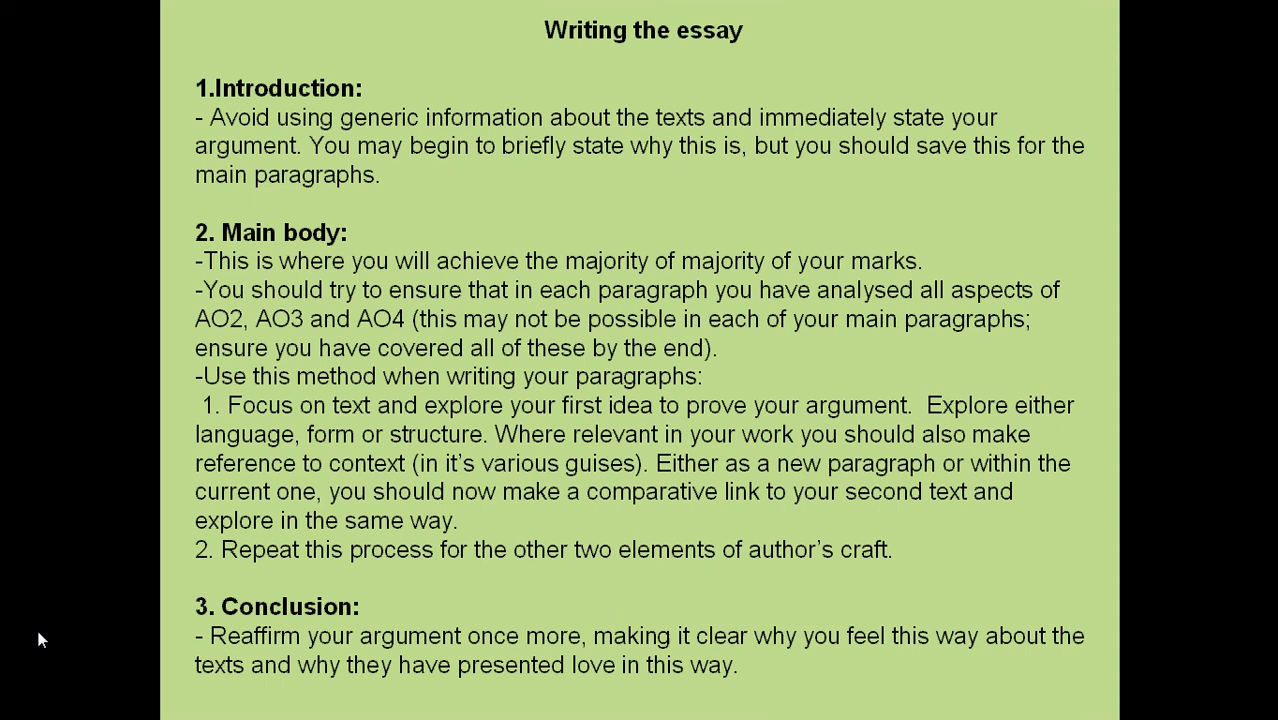 Writing the essay
1.Introduction:
- Avoid using generic information about the texts and immediately state your
argument. You may begin to briefly state why this is, but you should save this for the
main paragraphs.
2. Main body:
-This is where you will achieve the majority of majority of your marks.
-You should try to ensure that in each paragraph you have analysed all aspects of
AO2, AO3 and AO4 (this may not be possible in each of your main paragraphs;
ensure you have covered all of these by the end).
-Use this method when writing your paragraphs:
1. Focus on text and explore your first idea to prove your argument.  Explore either
language, form or structure. Where relevant in your work you should also make
reference to context (in it’s various guises). Either as a new paragraph or within the
current one, you should now make a comparative link to your second text and
explore in the same way.
2. Repeat this process for the other two elements of author’s craft.
3. Conclusion:
- Reaffirm your argument once more, making it clear why you feel this way about the
texts and why they have presented love in this way.